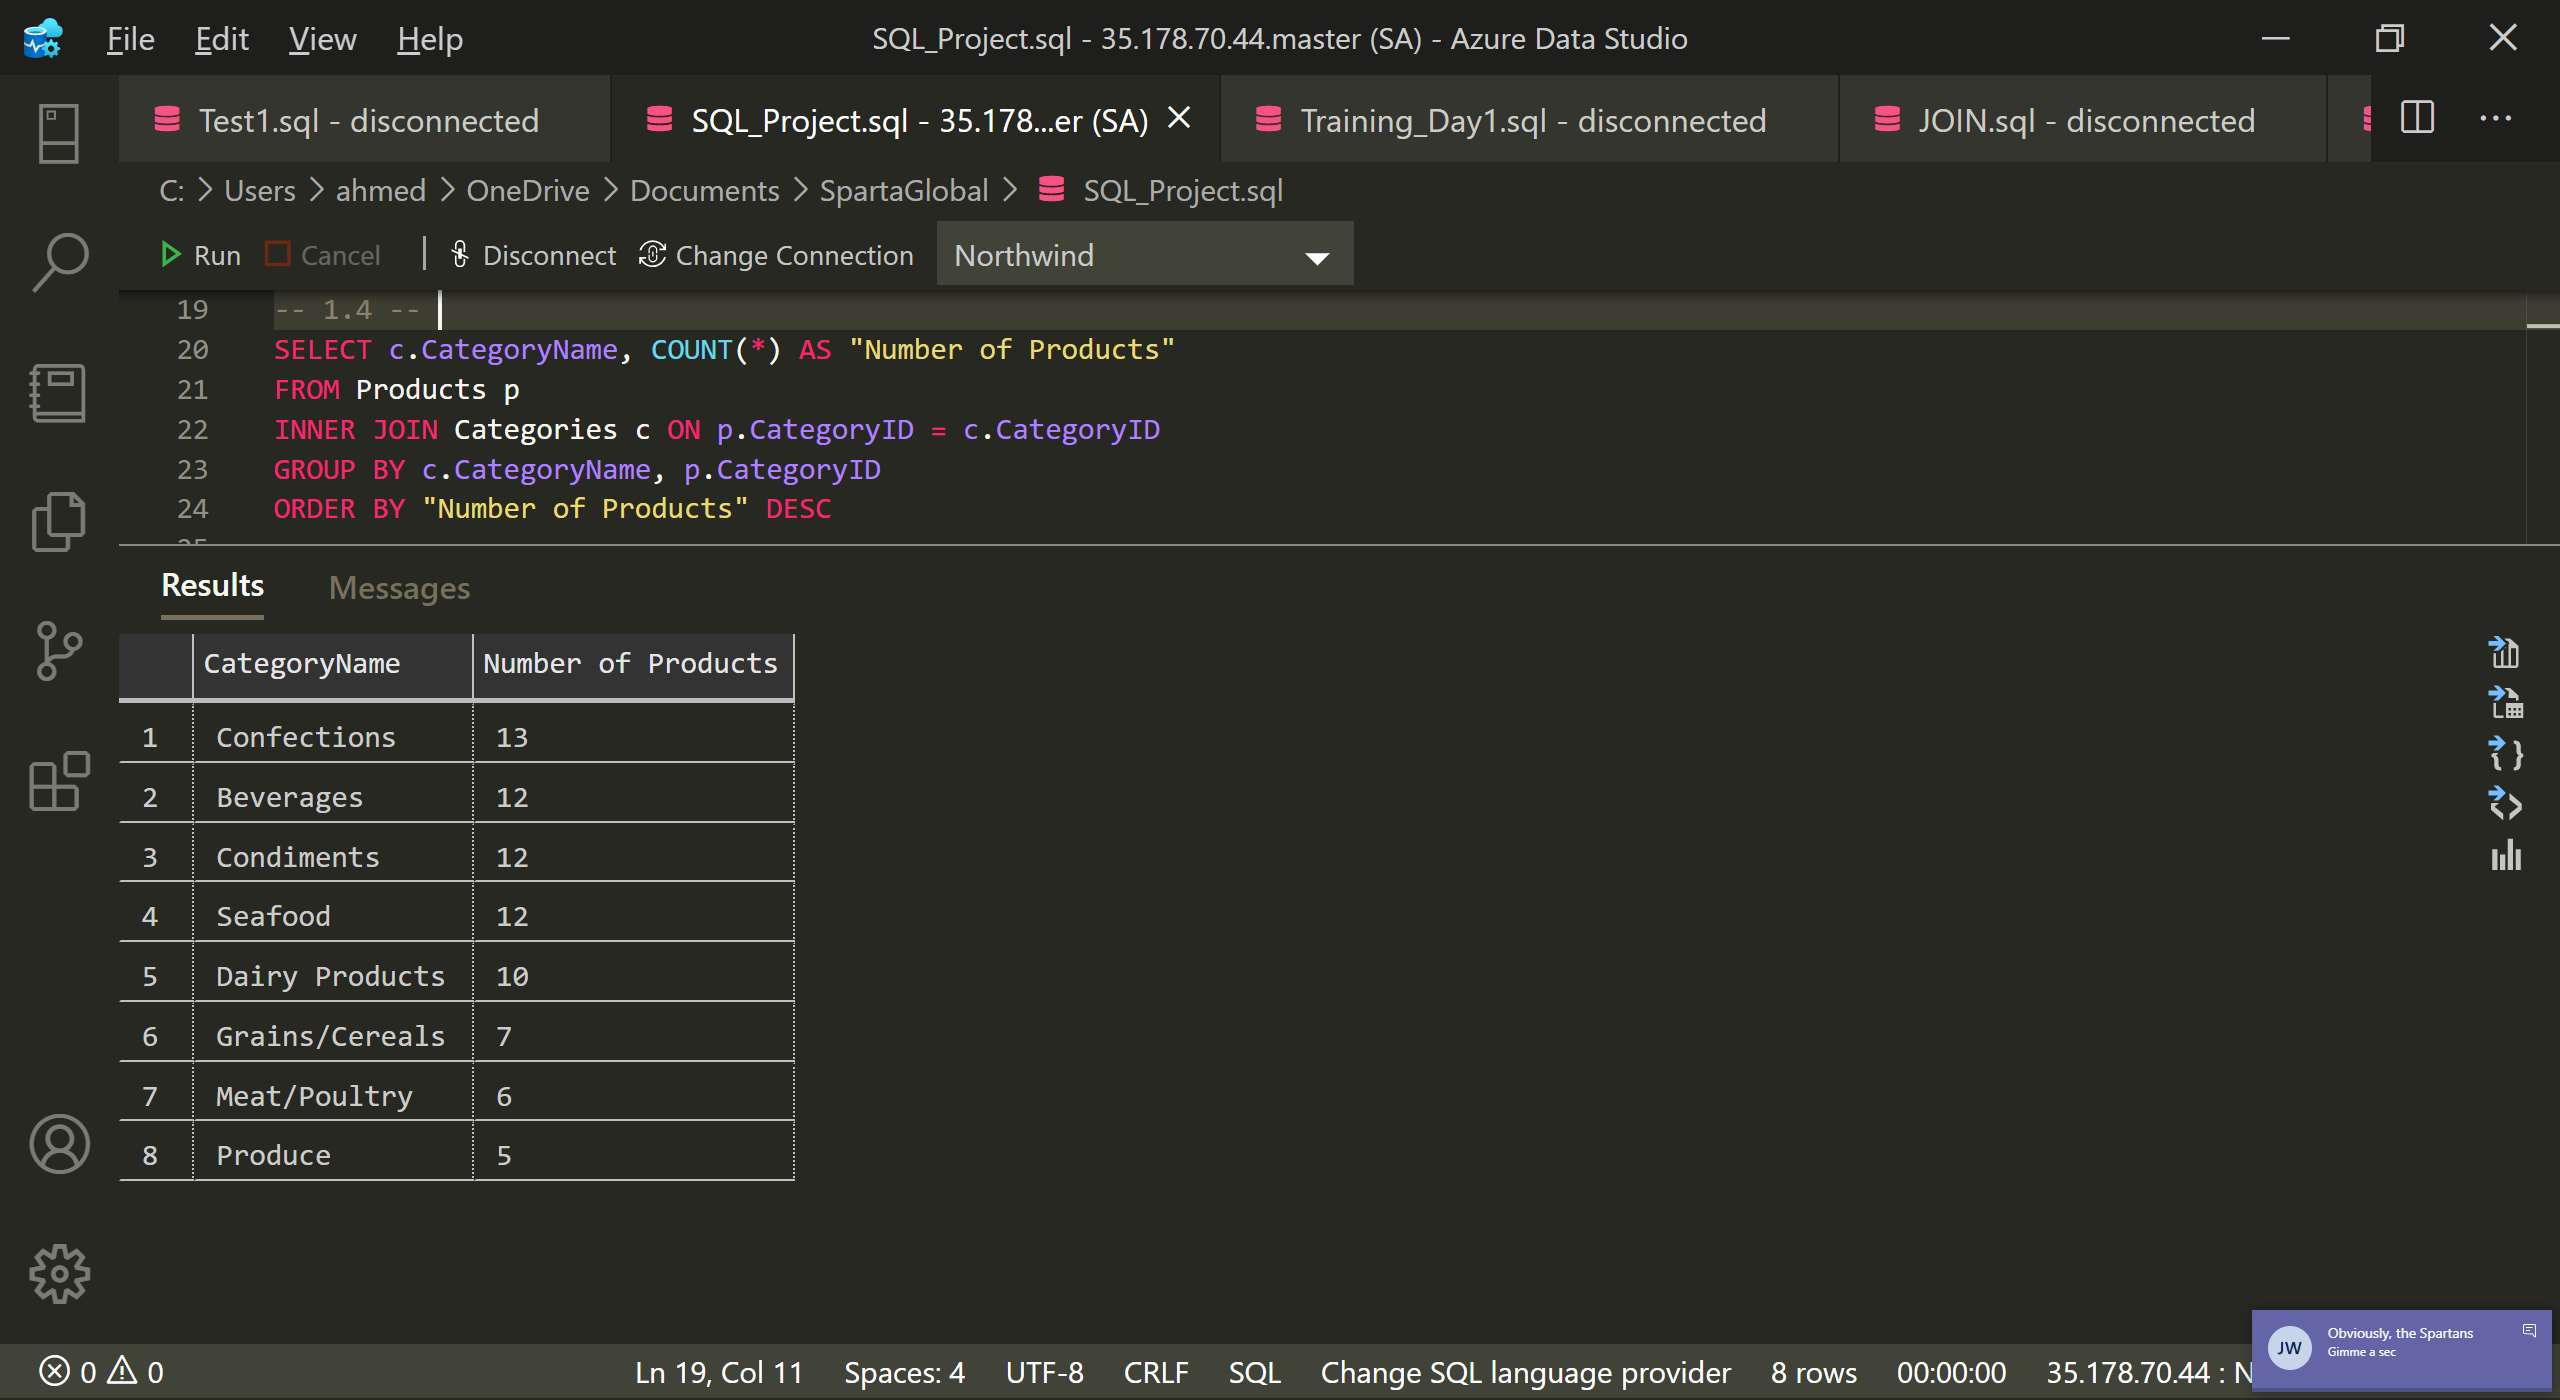 File Edit View Help SQL_Project.sql - 35.178.70.44.master (SA) - Azure Data Studio
Test1.sql - disconnected SQL_Project.sql - 35.178...er (SA) Training_Day1.sql - disconnected JOIN.sql - disconnected
C: > Users > ahmed > OneDrive > Documents > SpartaGlobal > SQL_Project.sql
Run Cancel Disconnect Change Connection Northwind
19 -- 1.4 --
20 SELECT c.CategoryName, COUNT(*) AS "Number of Products"
21 FROM Products p
22 INNER JOIN Categories c ON p.CategoryID = c.CategoryID
23 GROUP BY c.CategoryName, p.CategoryID
24 ORDER BY "Number of Products" DESC
Results Messages
CategoryName Number of Products
1 Confections 13
2 Beverages 12
3 Condiments 12
4 Seafood 12
5 Dairy Products 10
6 Grains/Cereals 7
7 Meat/Poultry 6
8 Produce 5
JW Obviously, the Spartans
Gimme a sec
0 0 Ln 19, Col 11 Spaces: 4 UTF-8 CRLF SQL Change SQL language provider 8 rows 00:00:00 35.178.70.44 : N